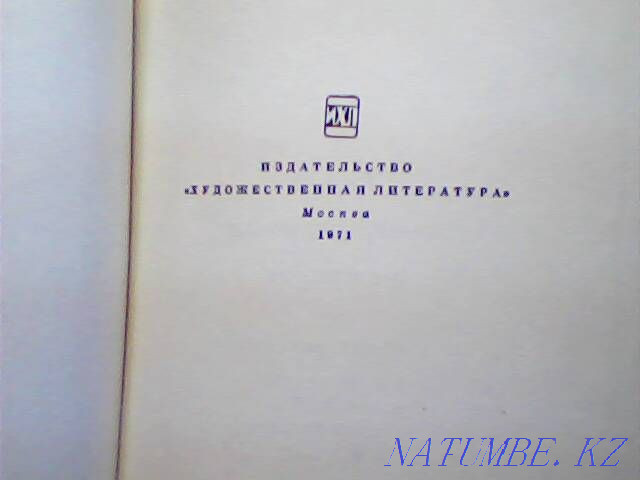 ИХЛ
ИЗДАТЕЛЬСТВО
«ХУДОЖЕСТВЕННАЯ ЛИТЕРАТУРА»
Москва
1971
NATUMBE. KZ